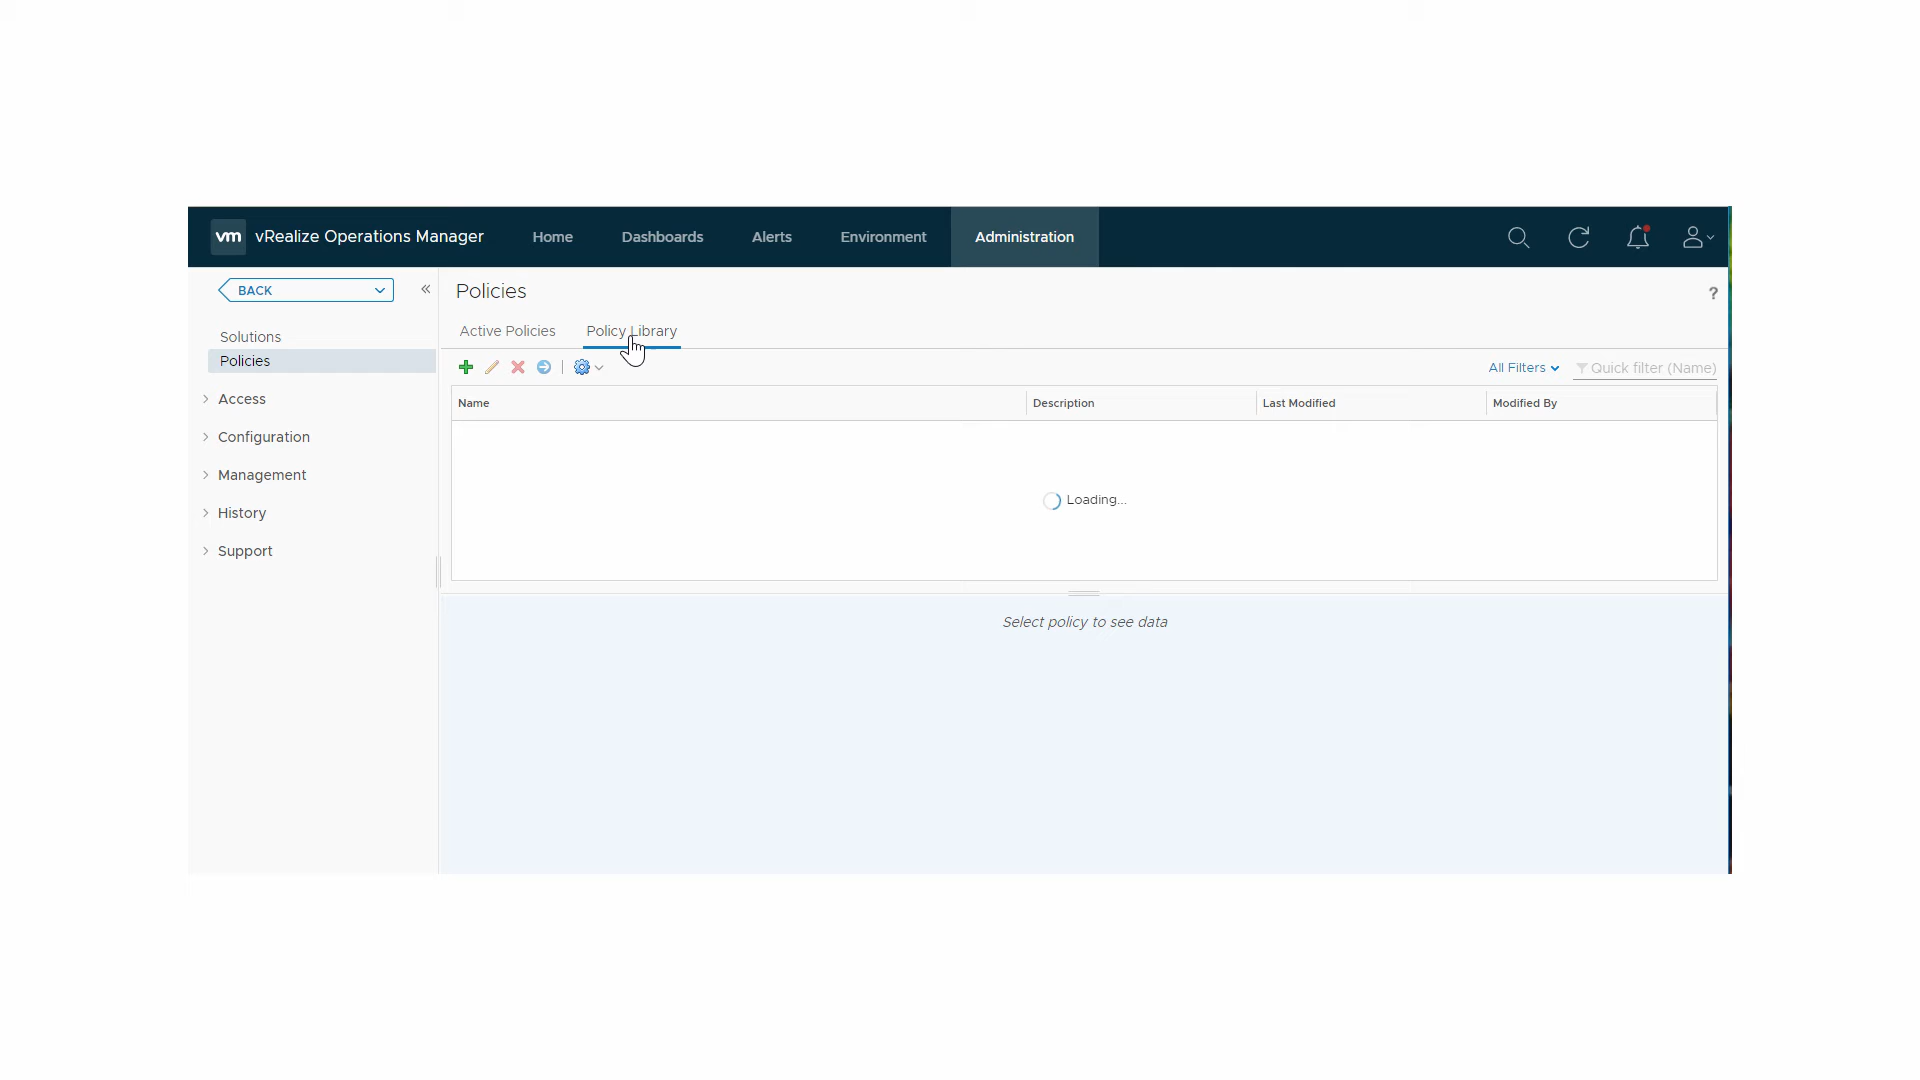 vm vRealize Operations Manager Home Dashboards Alerts Environment Administration
BACK
Policies
?
Active Policies Policy Library
Solutions
Policies
Access
Configuration
Management
History
Support
All Filters Quick filter (Name)
Name Description Last Modified Modified By
Loading...
Select policy to see data